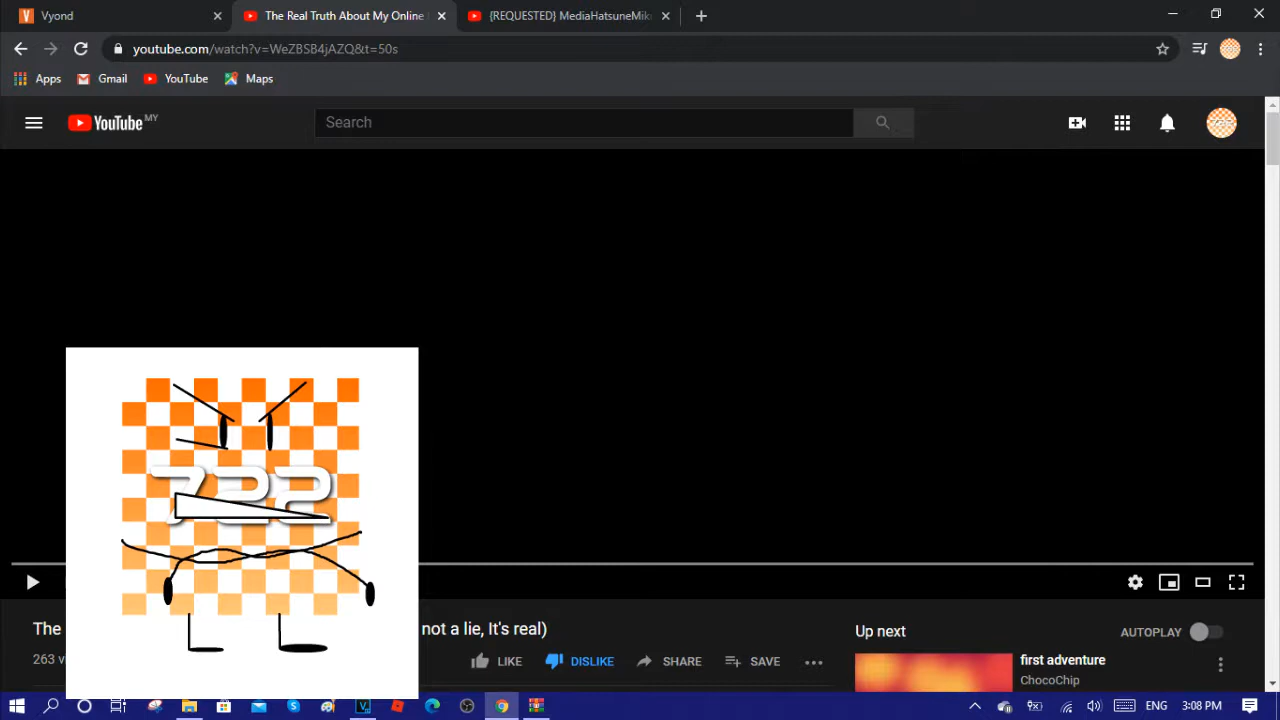 Vyond
The Real Truth About My Online
{REQUESTED} MediaHatsuneMik
youtube.com/watch?v=WeZBSB4jAZQ&t=50s
Apps Gmail YouTube Maps
YouTube MY
Search
722
The
not a lie, It's real)
263 v
LIKE DISLIKE SHARE SAVE
Up next
AUTOPLAY
first adventure
ChocoChip
ENG 3:08 PM